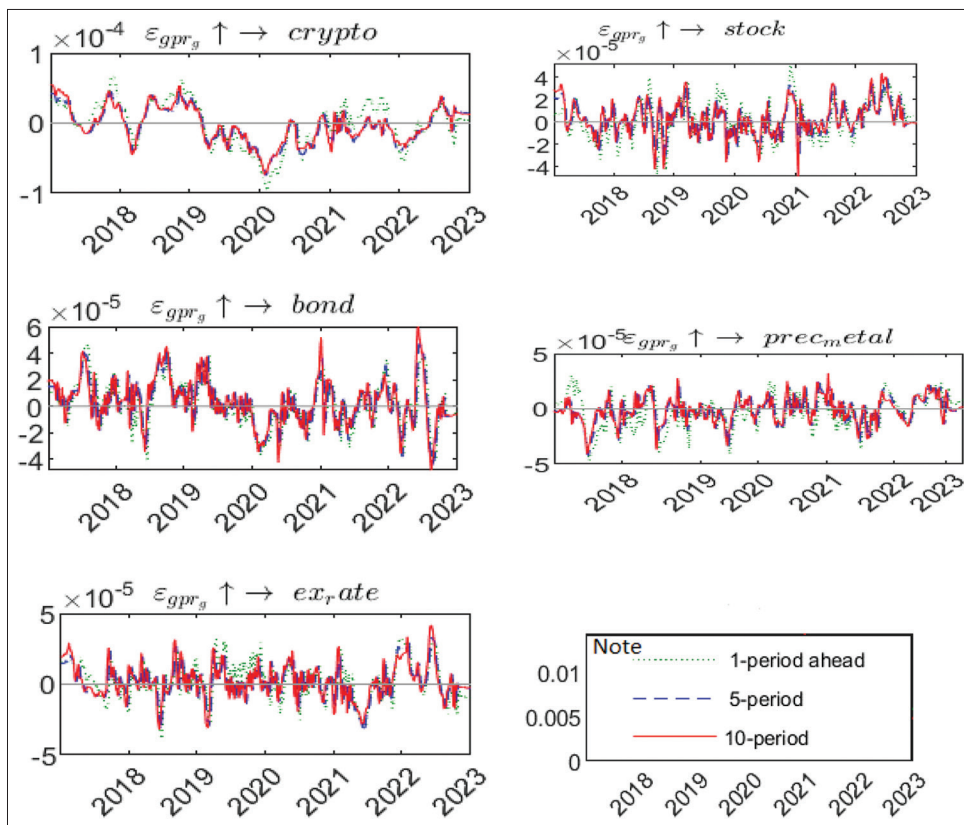 ×10⁻⁴ ε_gpr_g ↑ → crypto
1
0
-1
2018 2019 2020 2021 2022 2023
ε_gpr_g ↑ → stock
×10⁻⁵
4
2
0
-2
-4
2018 2019 2020 2021 2022 2023
×10⁻⁵ ε_gpr_g ↑ → bond
6
4
2
0
-2
-4
2018 2019 2020 2021 2022 2023
×10⁻⁵ ε_gpr_g ↑ → prec_metal
5
0
-5
2018 2019 2020 2021 2022 2023
×10⁻⁵ ε_gpr_g ↑ → ex_rate
5
0
-5
2018 2019 2020 2021 2022 2023
Note
0.01
0.005
0
1-period ahead
5-period
10-period
2018 2019 2020 2021 2022 2023